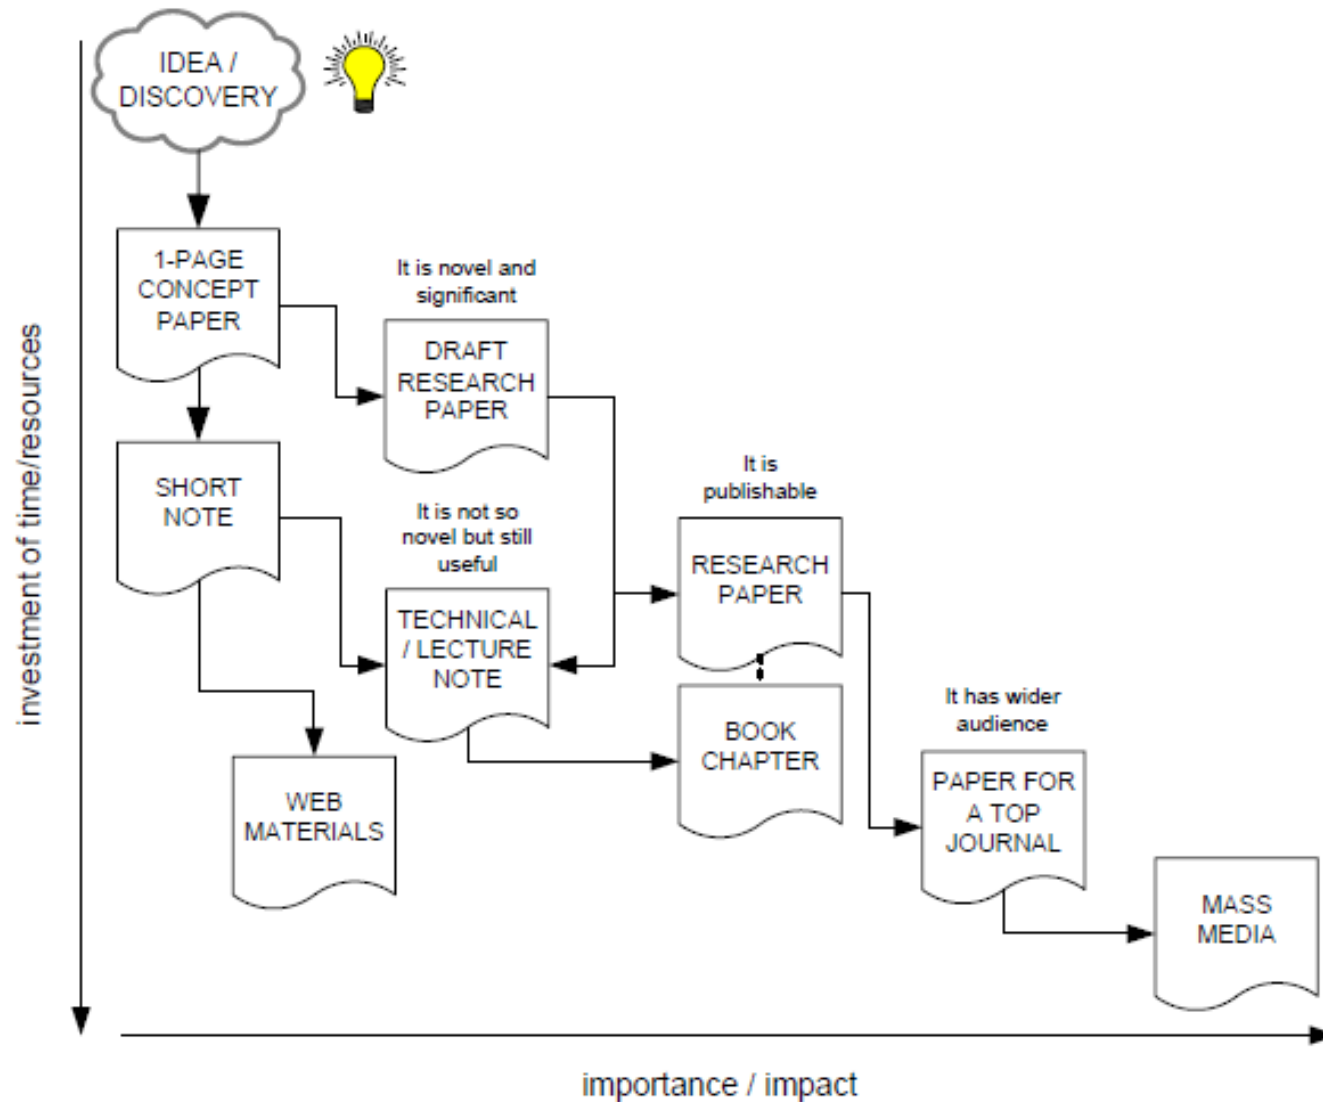 IDEA /
DISCOVERY
1-PAGE
CONCEPT
PAPER
It is novel and
significant
DRAFT
RESEARCH
PAPER
SHORT
NOTE
It is not so
novel but still
useful
TECHNICAL
/ LECTURE
NOTE
It is
publishable
RESEARCH
PAPER
BOOK
CHAPTER
WEB
MATERIALS
It has wider
audience
PAPER FOR
A TOP
JOURNAL
MASS
MEDIA
investment of time/resources
importance / impact